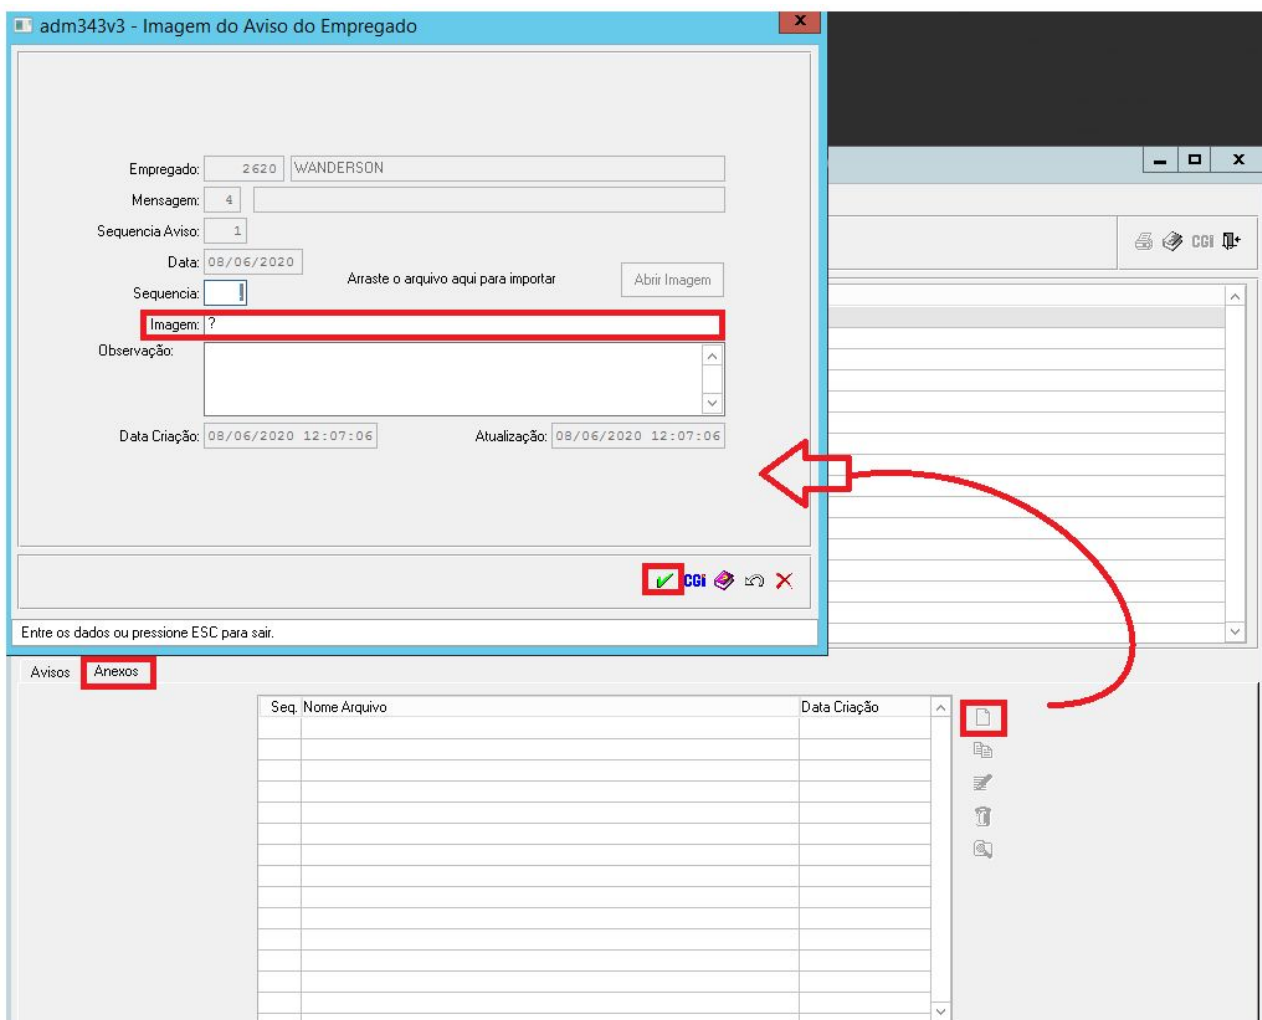 adm343v3 - Imagem do Aviso do Empregado
x
Empregado: 2620 WANDERSON
Mensagem: 4
Sequencia Aviso: 1
Data: 08/06/2020
Arraste o arquivo aqui para importar
Abrir Imagem
Sequencia:
Imagem: ?
Observação:
Data Criação: 08/06/2020 12:07:06 Atualização: 08/06/2020 12:07:06
CGI
CGi
Entre os dados ou pressione ESC para sair.
Avisos Anexos
Seq. Nome Arquivo Data Criação